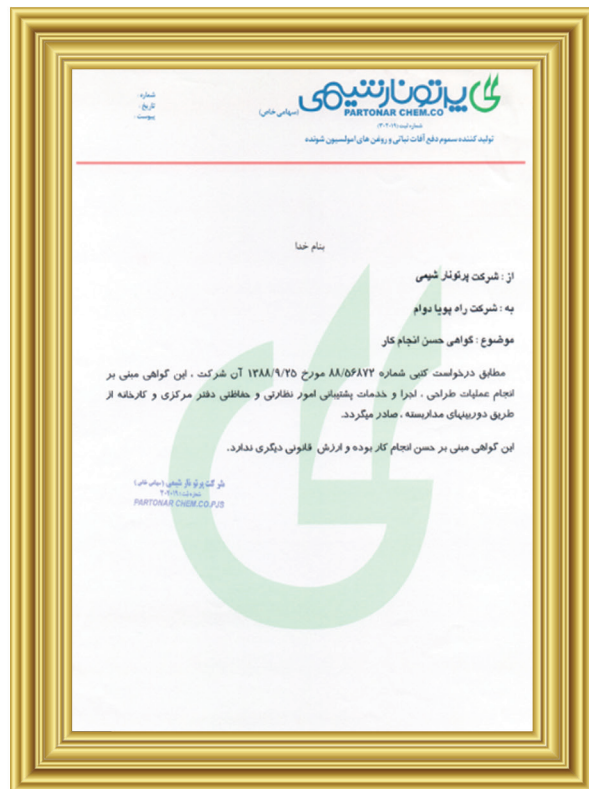 پرتونار شیمی
PARTONAR CHEM.CO
(سهامی خاص)
تولید کننده سموم دفع آفات نباتی و روغن های امولسیون شونده
شماره :
تاریخ :
پیوست :
بنام خدا
از : شرکت پرتونار شیمی
به : شرکت راه پویا دوام
موضوع : گواهی حسن انجام کار
مطابق درخواست کتبی شماره ۸۸/۵۶۸۷۲ مورخ ۱۳۸۸/۹/۲۵ آن شرکت ، این گواهی مبنی بر
انجام عملیات طراحی ، اجرا و خدمات پشتیبانی امور نظارتی و حفاظتی دفتر مرکزی و کارخانه از
طریق دوربینهای مداربسته ، صادر میگردد.
این گواهی مبنی بر حسن انجام کار بوده و ارزش قانونی دیگری ندارد.
شرکت پرتو نار شیمی (سهامی خاص)
PARTONAR CHEM.CO.PJS